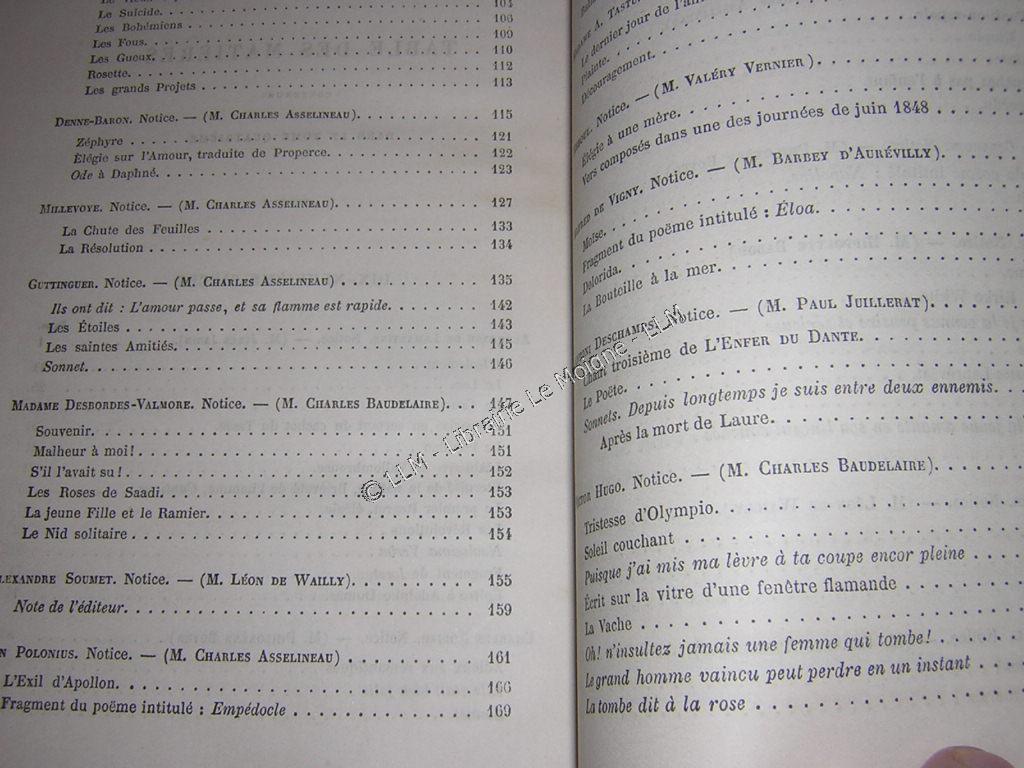 Le Suicide. 106
Les Bohémiens 109
Les Fous. 110
Les Gueux. 112
Rosette. 113
Les grands Projets
DENNE-BARON. Notice. — (M. CHARLES ASSELINEAU). 115
Zéphyre 121
Élégie sur l'Amour, traduite de Properce. 122
Ode à Daphné. 123
MILLEVOYE. Notice. — (M. CHARLES ASSELINEAU). 127
La Chute des Feuilles 133
La Résolution 134
GUTTINGUER. Notice. — (M. CHARLES ASSELINEAU) 135
Ils ont dit : L'amour passe, et sa flamme est rapide. 142
Les Étoiles 143
Les saintes Amitiés. 145
Sonnet. 146
MADAME DESBORDES-VALMORE. Notice. — (M. CHARLES BAUDELAIRE). 147
Souvenir. 151
Malheur à moi! 151
S'il l'avait su! 152
Les Roses de Saadi. 153
La jeune Fille et le Ramier. 153
Le Nid solitaire 154
LEXANDRE SOUMET. Notice. — (M. LÉON DE WAILLY). 155
Note de l'éditeur. 159
N POLONIUS. Notice. — (M. CHARLES ASSELINEAU) 161
L'Exil d'Apollon. 166
Fragment du poëme intitulé : Empédocle 169
A. TASTU
Le dernier jour de l'an
Plainte.
Découragement.
Notice. — (M. VALÉRY VERNIER).
Élégie à une mère.
Vers composés dans une des journées de juin 1848
DE VIGNY. Notice. — (M. BARBEY D'AURÉVILLY).
Moïse.
Fragment du poëme intitulé : Éloa.
Dolorida.
La Bouteille à la mer.
DESCHAMPS. Notice. — (M. PAUL JUILLERAT).
Chant troisième de L'ENFER DU DANTE.
Le Poëte.
Sonnets. Depuis longtemps je suis entre deux ennemis.
Après la mort de Laure.
HUGO. Notice. — (M. CHARLES BAUDELAIRE).
Tristesse d'Olympio.
Soleil couchant
Puisque j'ai mis ma lèvre à ta coupe encor pleine
Écrit sur la vitre d'une fenêtre flamande
La Vache
Oh! n'insultez jamais une femme qui tombe!
Le grand homme vaincu peut perdre en un instant
La tombe dit à la rose
© LLM - Librairie Le Moigne - LLM